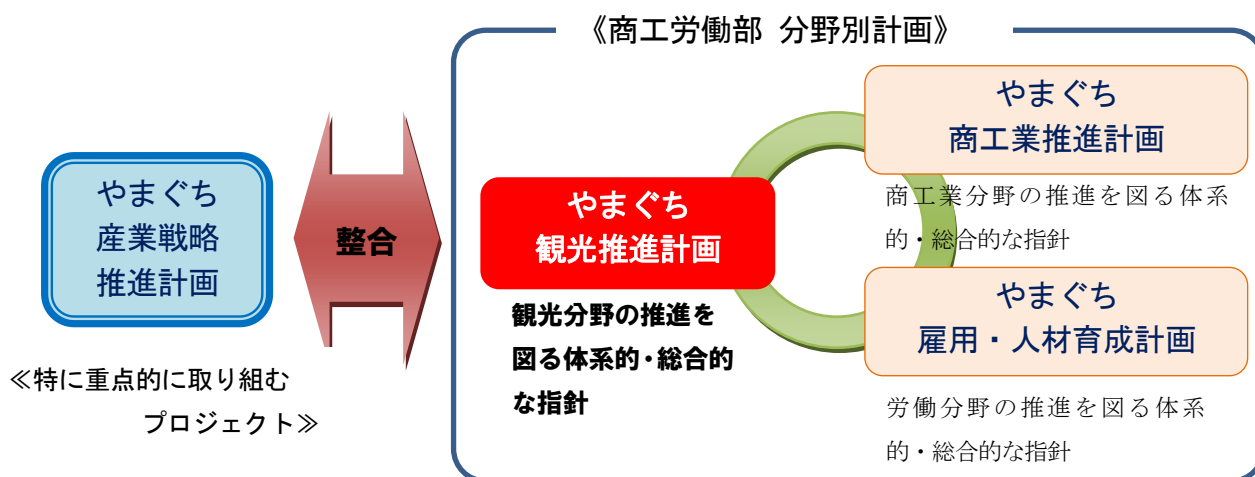 《商工労働部 分野別計画》
やまぐち
産業戦略
推進計画
≪特に重点的に取り組む
プロジェクト≫
整合
やまぐち
観光推進計画
観光分野の推進を
図る体系的・総合的
な指針
やまぐち
商工業推進計画
商工業分野の推進を図る体系
的・総合的な指針
やまぐち
雇用・人材育成計画
労働分野の推進を図る体系
的・総合的な指針